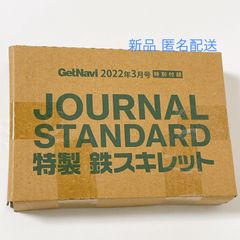 新品 匿名配送
GetNavi 2022年3月号 特別付録
JOURNAL
STANDARD
特製 鉄スキレット